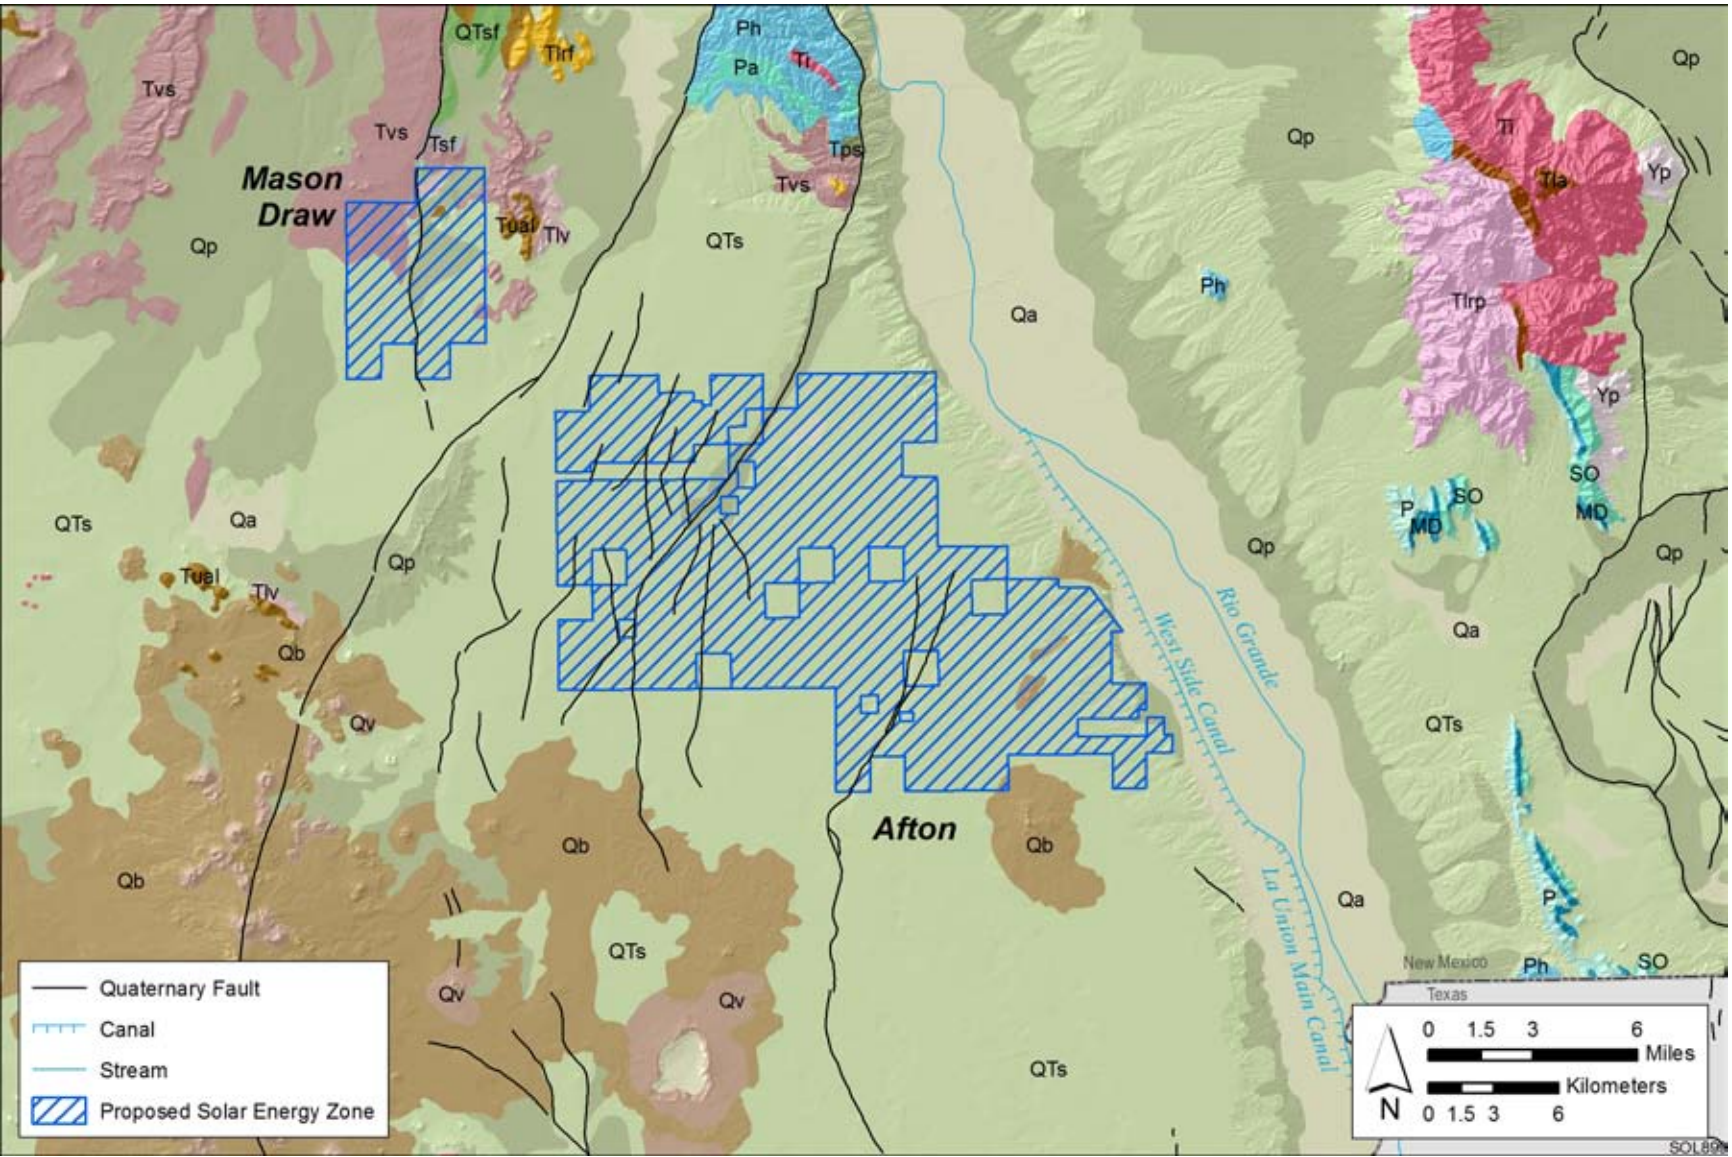 QTsf
Tlrf
Ph
Ti
Pa
Qp
Tvs
Tvs
Tsf
Qp
Tps
Ti
Yp
Mason
Draw
Tvs
Tla
Tual
Tlv
Qp
QTs
Ph
Tlrp
Qa
Yp
SO
SO
P
MD
MD
QTs
Qa
Qp
Qp
Qp
Tual
Tlv
Qa
Rio Grande
West Side Canal
Qb
Qv
QTs
Afton
Qb
Qb
Qb
La Union Main Canal
P
Qa
QTs
New Mexico
Ph
SO
Texas
Qv
Qv
QTs
Quaternary Fault
Canal
Stream
Proposed Solar Energy Zone
0 1.5 3 6
Miles
Kilometers
0 1.5 3 6
N